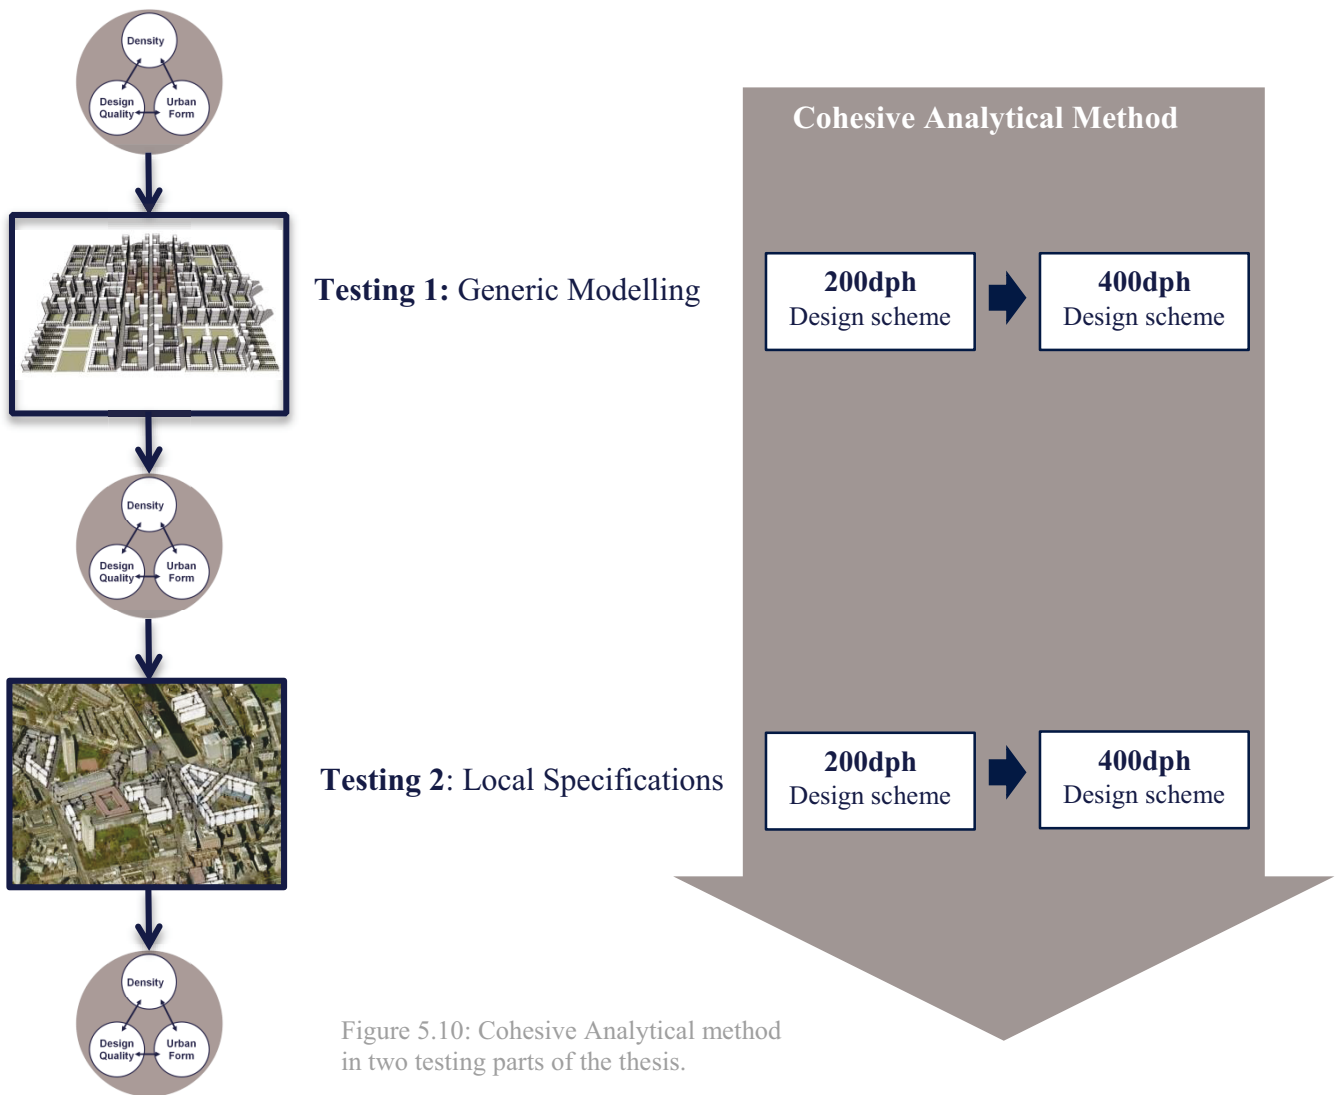 Density
Design Quality
Urban Form
Cohesive Analytical Method
Testing 1: Generic Modelling
200dph
Design scheme
400dph
Design scheme
Density
Design Quality
Urban Form
Testing 2: Local Specifications
200dph
Design scheme
400dph
Design scheme
Density
Design Quality
Urban Form
Figure 5.10: Cohesive Analytical method
in two testing parts of the thesis.